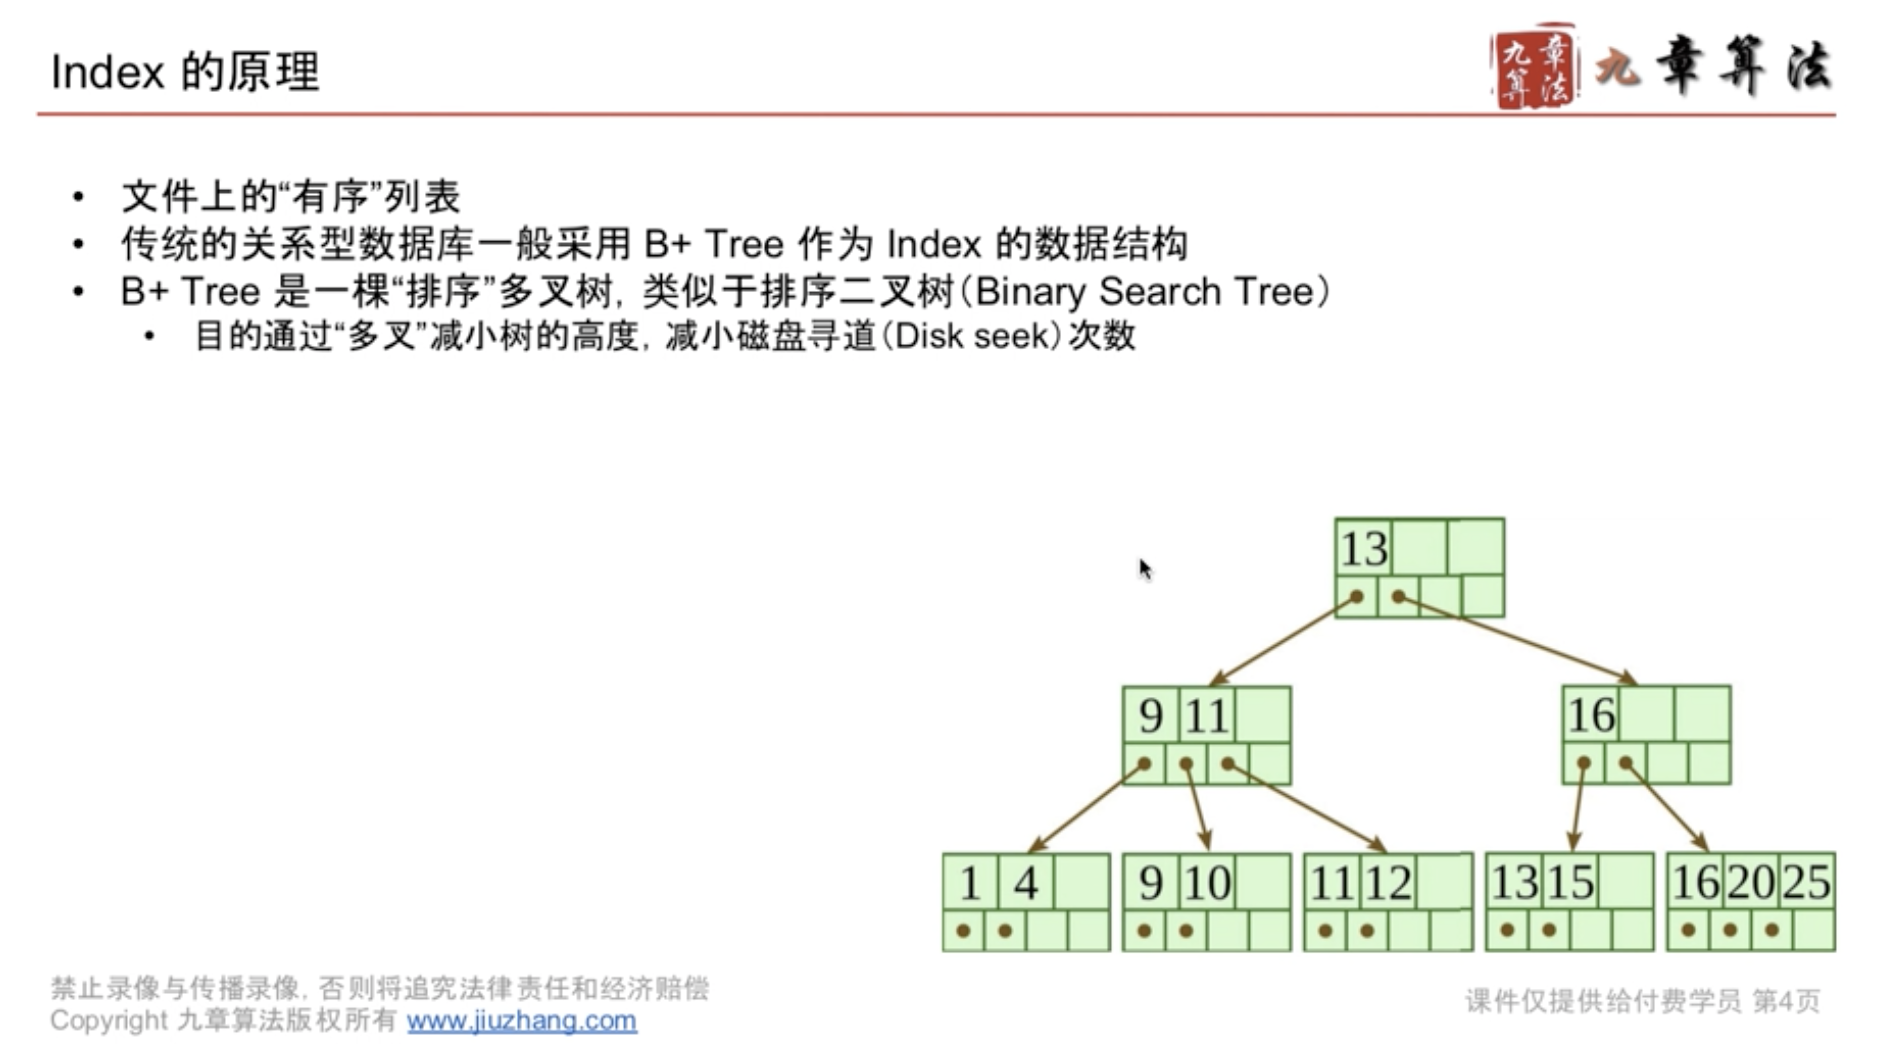 Index 的原理
九章算法
九章算法
• 文件上的“有序”列表
• 传统的关系型数据库一般采用 B+ Tree 作为 Index 的数据结构
• B+ Tree 是一棵“排序”多叉树，类似于排序二叉树（Binary Search Tree）
• 目的通过“多叉”减小树的高度，减小磁盘寻道（Disk seek）次数
13
9 11
16
1 4
9 10
11 12
13 15
16 20 25
禁止录像与传播录像，否则将追究法律责任和经济赔偿
Copyright 九章算法版权所有 www.jiuzhang.com
课件仅提供给付费学员 第4页